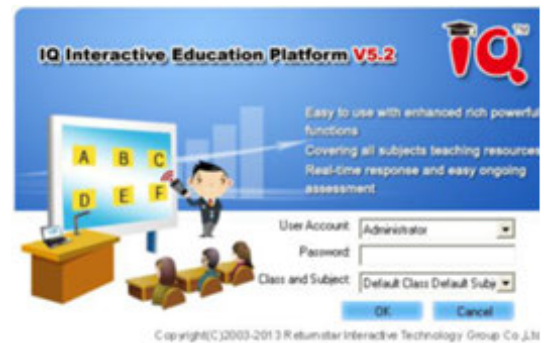 IQ Interactive Education Platform V5.2
IQ™
Easy to use with enhanced rich powerful
functions
Covering all subjects teaching resources
Real-time response and easy ongoing
assessment
A B C
D E F
User Account: Administrator
Password:
Class and Subject: Default Class Default Subje
OK Cancel
Copyright(C)2003-2013 Returnstar Interactive Technology Group Co.,Ltd